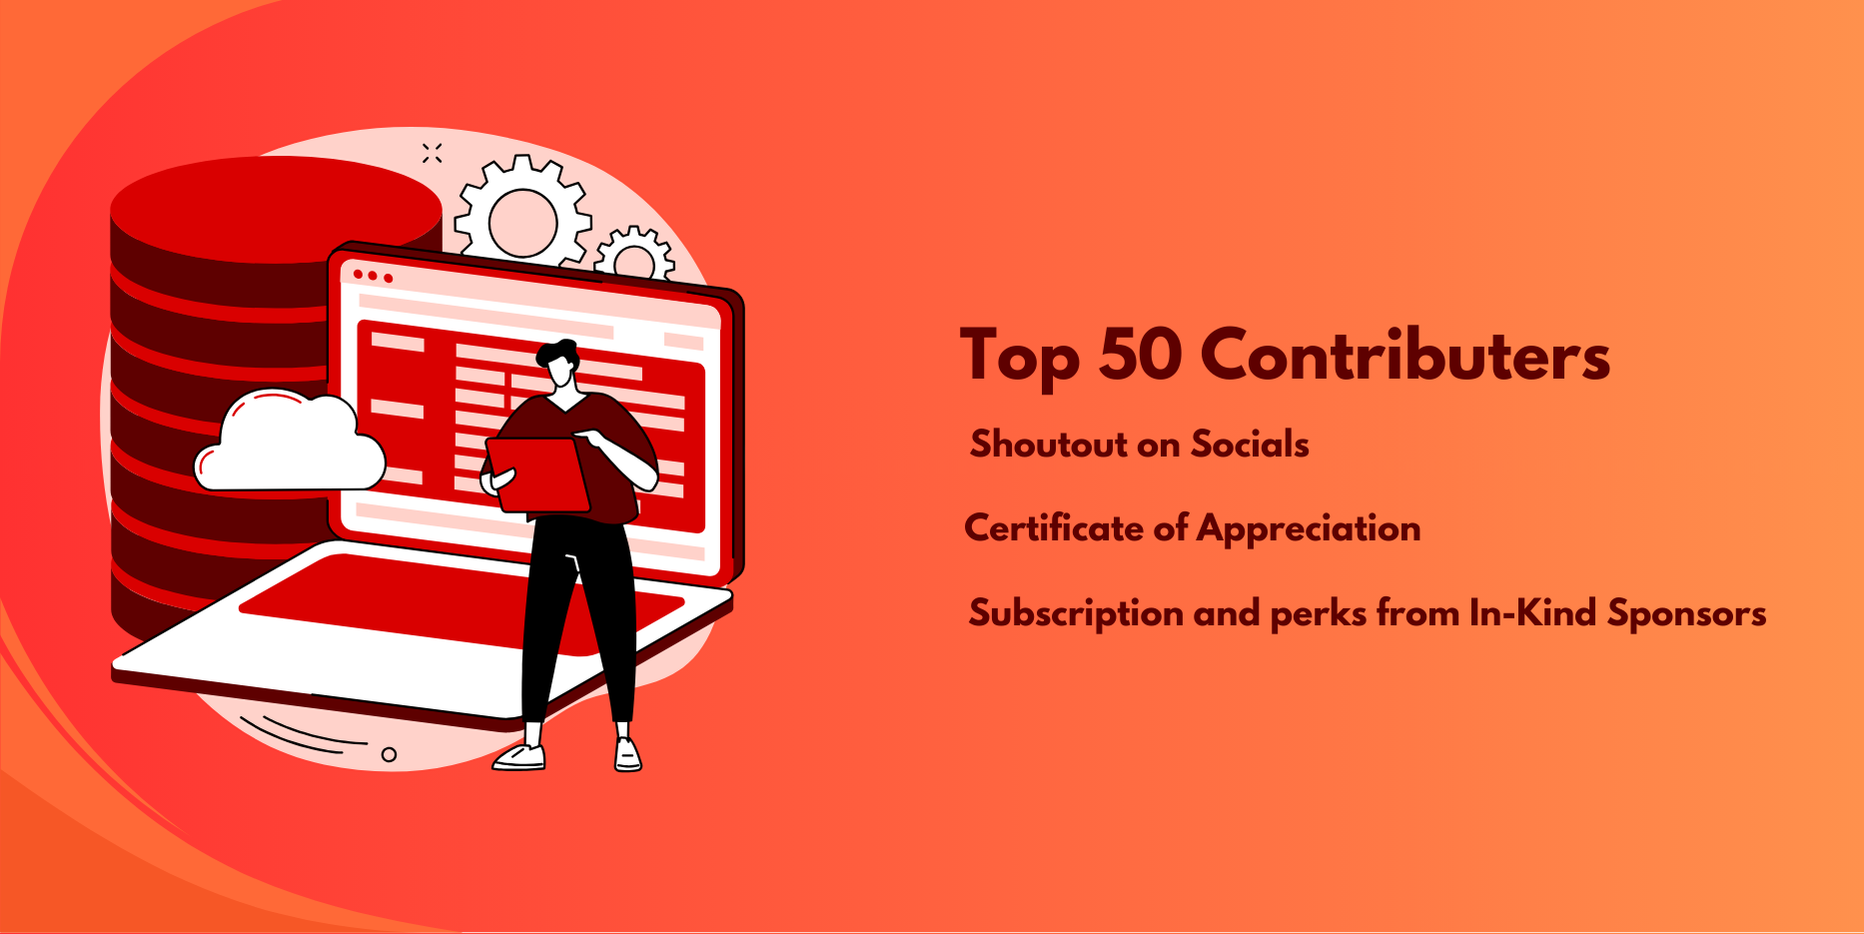 Top 50 Contributers
Shoutout on Socials
Certificate of Appreciation
Subscription and perks from In-Kind Sponsors